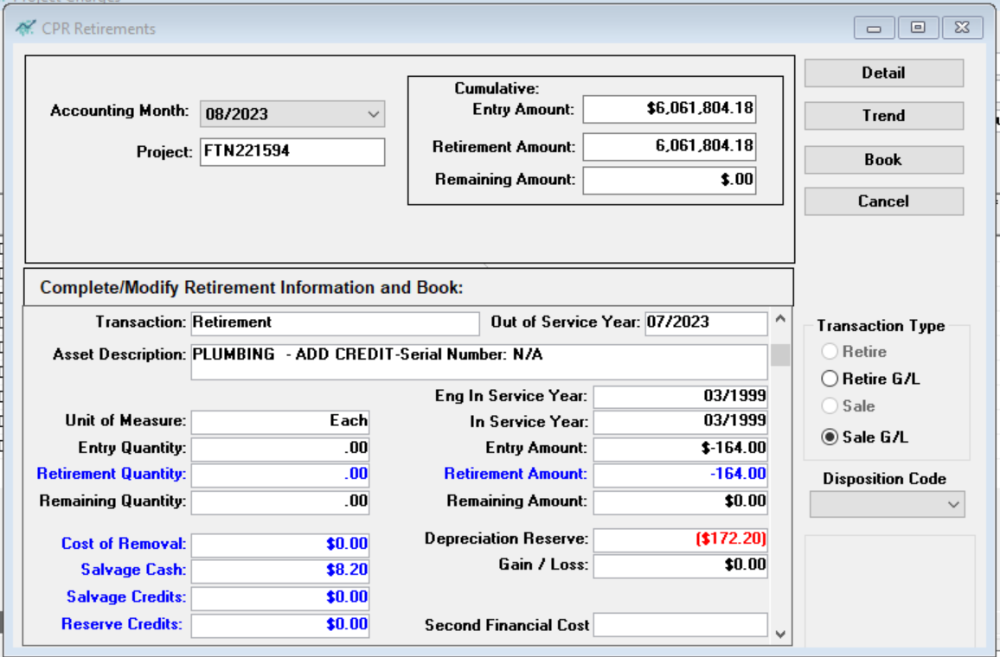 CPR Retirements
Accounting Month: 08/2023
Project: FTN221594
Cumulative:
Entry Amount: $6,061,804.18
Retirement Amount: 6,061,804.18
Remaining Amount: $.00
Detail
Trend
Book
Cancel
Complete/Modify Retirement Information and Book:
Transaction: Retirement Out of Service Year: 07/2023
Asset Description: PLUMBING - ADD CREDIT-Serial Number: N/A
Eng In Service Year: 03/1999
Unit of Measure: Each In Service Year: 03/1999
Entry Quantity: .00 Entry Amount: $-164.00
Retirement Quantity: .00 Retirement Amount: -164.00
Remaining Quantity: .00 Remaining Amount: $0.00
Cost of Removal: $0.00 Depreciation Reserve: ($172.20)
Salvage Cash: $8.20 Gain / Loss: $0.00
Salvage Credits: $0.00
Reserve Credits: $0.00 Second Financial Cost
Transaction Type
Retire
Retire G/L
Sale
Sale G/L
Disposition Code